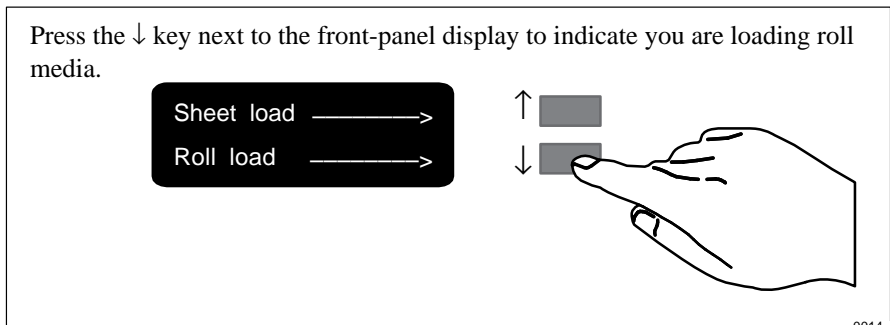 Press the ↓ key next to the front-panel display to indicate you are loading roll
media.
Sheet load ————————> ↑
Roll load ————————> ↓